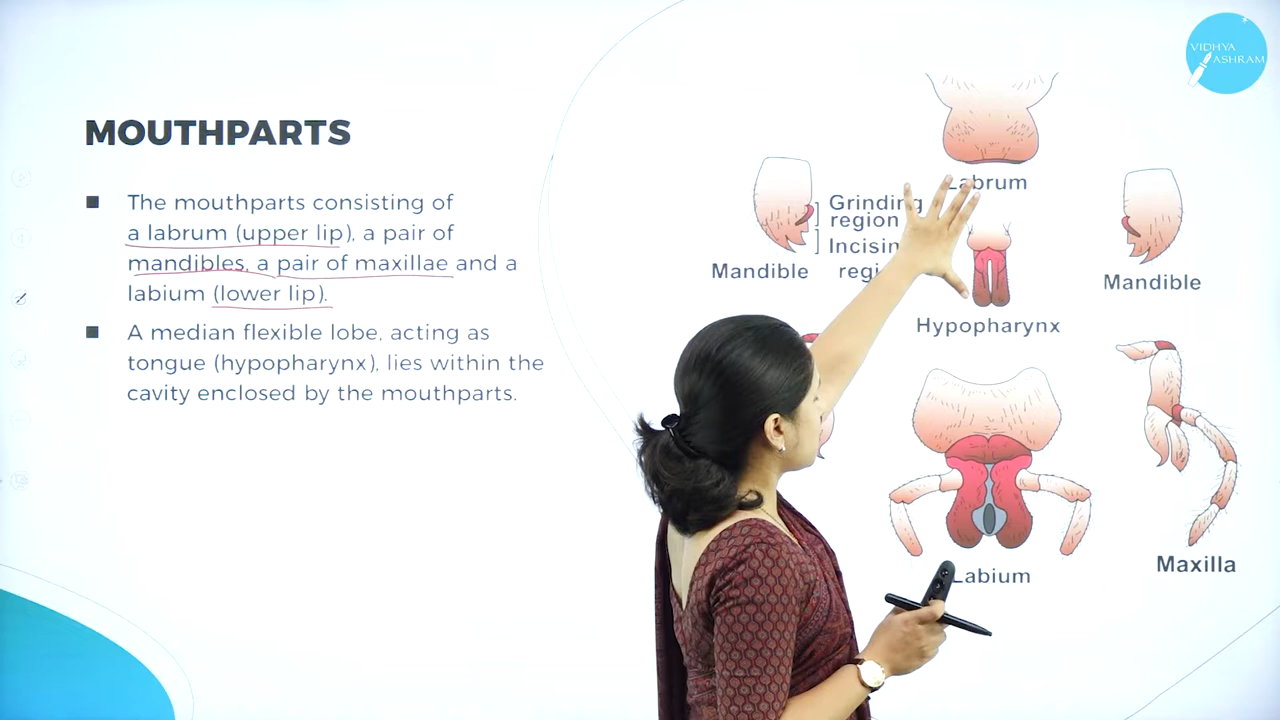 VIDHYA
ASHRAM
MOUTHPARTS
The mouthparts consisting of
a labrum (upper lip), a pair of
mandibles, a pair of maxillae and a
labium (lower lip).
A median flexible lobe, acting as
tongue (hypopharynx), lies within the
cavity enclosed by the mouthparts.
Labrum
Grinding
region
Mandible
Mandible
Hypopharynx
Labium
Maxilla